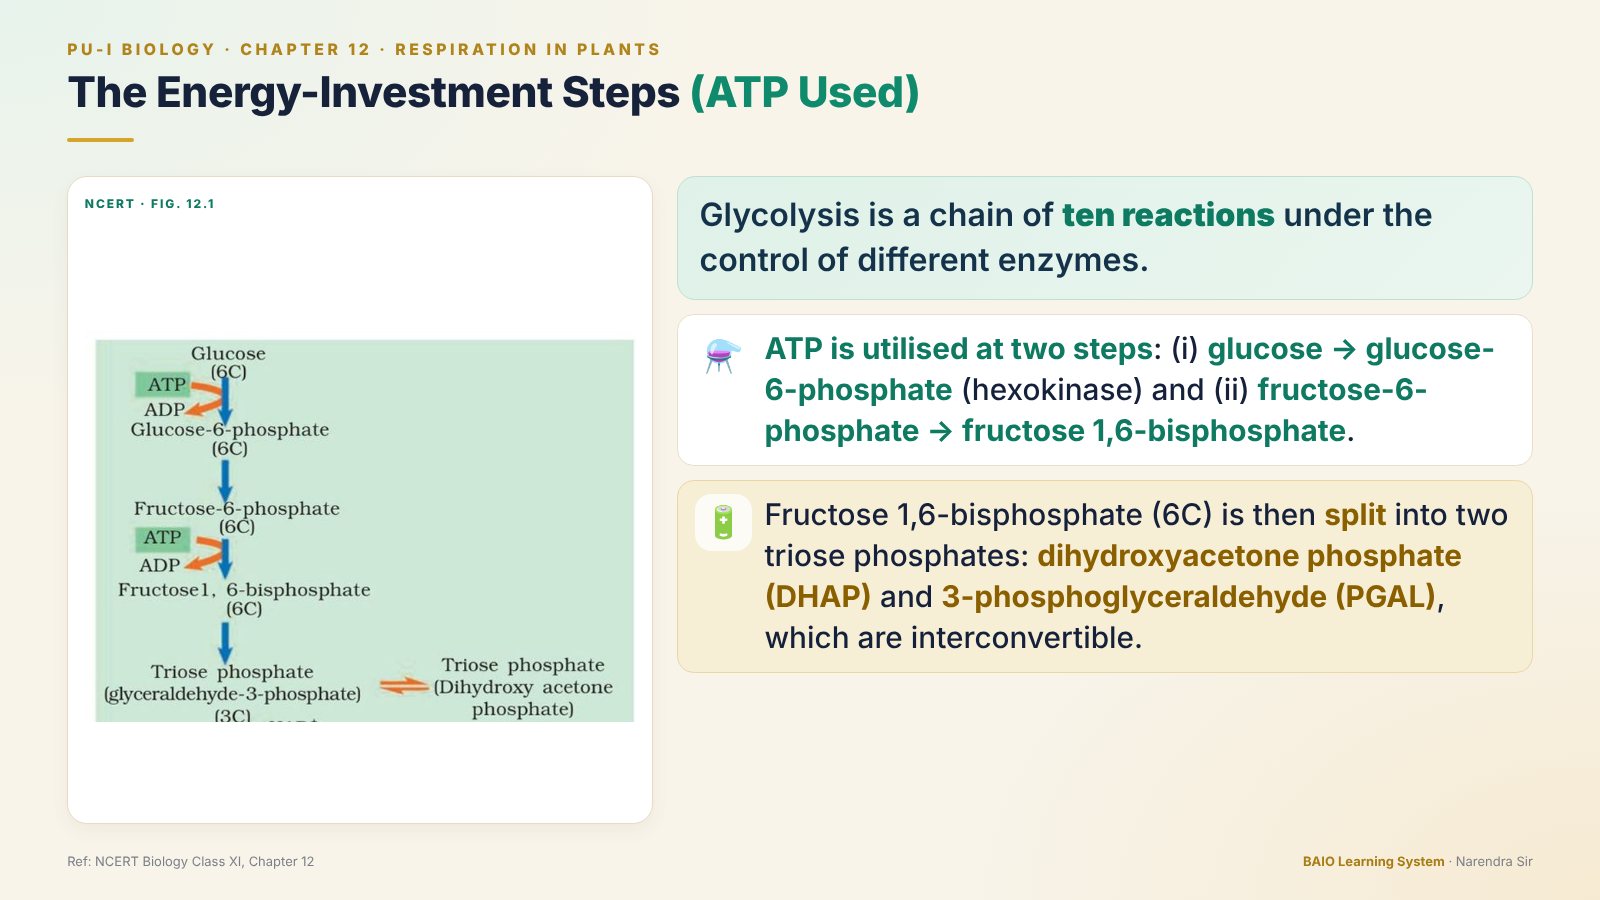 PU-I BIOLOGY · CHAPTER 12 · RESPIRATION IN PLANTS
The Energy-Investment Steps (ATP Used)
NCERT · FIG. 12.1
Glucose
(6C)
ATP
ADP
Glucose-6-phosphate
(6C)
Fructose-6-phosphate
(6C)
ATP
ADP
Fructose1, 6-bisphosphate
(6C)
Triose phosphate
(glyceraldehyde-3-phosphate)
(3C)
Triose phosphate
(Dihydroxy acetone
phosphate)
Glycolysis is a chain of ten reactions under the
control of different enzymes.
ATP is utilised at two steps: (i) glucose → glucose-
6-phosphate (hexokinase) and (ii) fructose-6-
phosphate → fructose 1,6-bisphosphate.
Fructose 1,6-bisphosphate (6C) is then split into two
triose phosphates: dihydroxyacetone phosphate
(DHAP) and 3-phosphoglyceraldehyde (PGAL),
which are interconvertible.
Ref: NCERT Biology Class XI, Chapter 12
BAIO Learning System · Narendra Sir